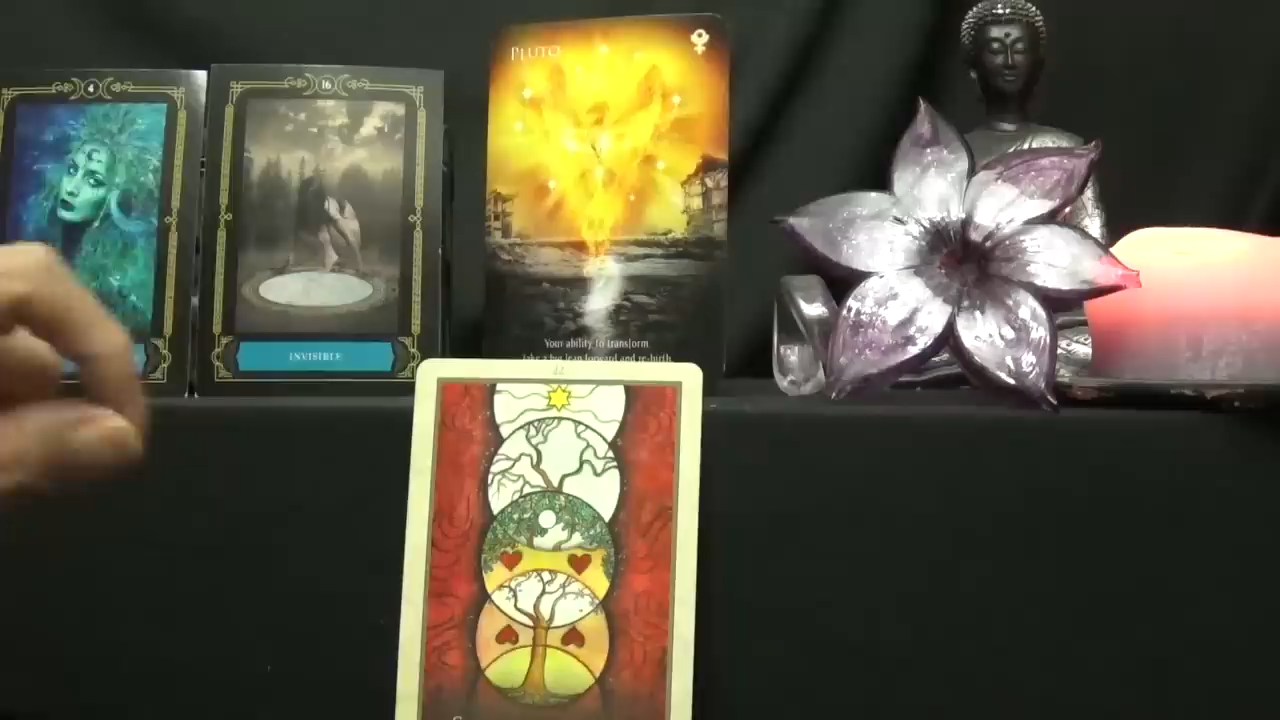 4
16
PLUTO
INVISIBLE
Your ability to transform
take a big leap forward and re-birth